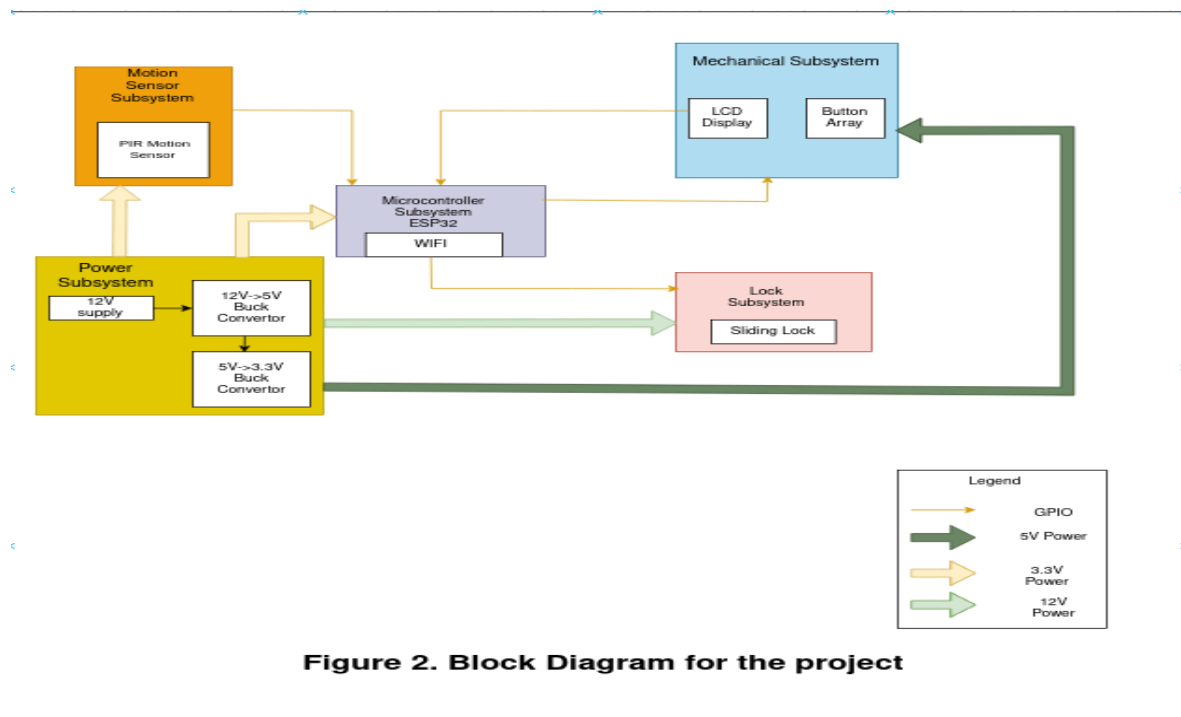 Motion
Sensor
Subsystem
PIR Motion
Sensor
Mechanical Subsystem
LCD
Display
Button
Array
Microcontroller
Subsystem
ESP32
WIFI
Power
Subsystem
12V
supply
12V->5V
Buck
Convertor
5V->3.3V
Buck
Convertor
Lock
Subsystem
Sliding Lock
Legend
GPIO
5V Power
3.3V
Power
12V
Power
Figure 2. Block Diagram for the project